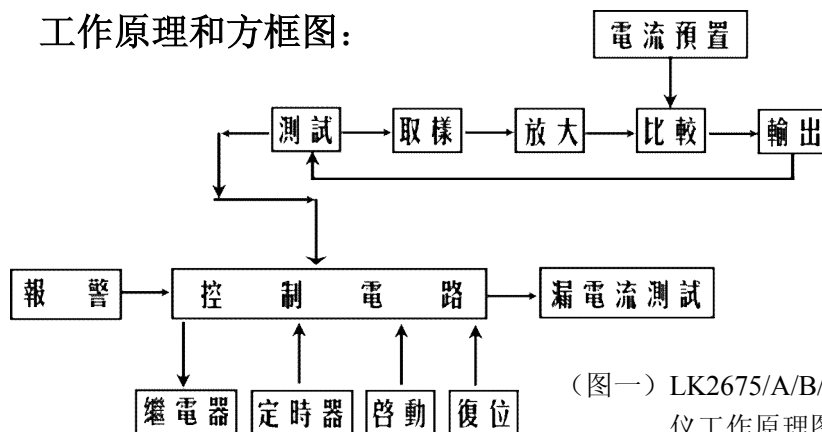 工作原理和方框图：
電流預置
測試 取樣 放大 比較 輸出
報警 控制電路 漏電流測試
繼電器 定時器 啓動 復位
（图一）LK2675/A/B/
仪工作原理图